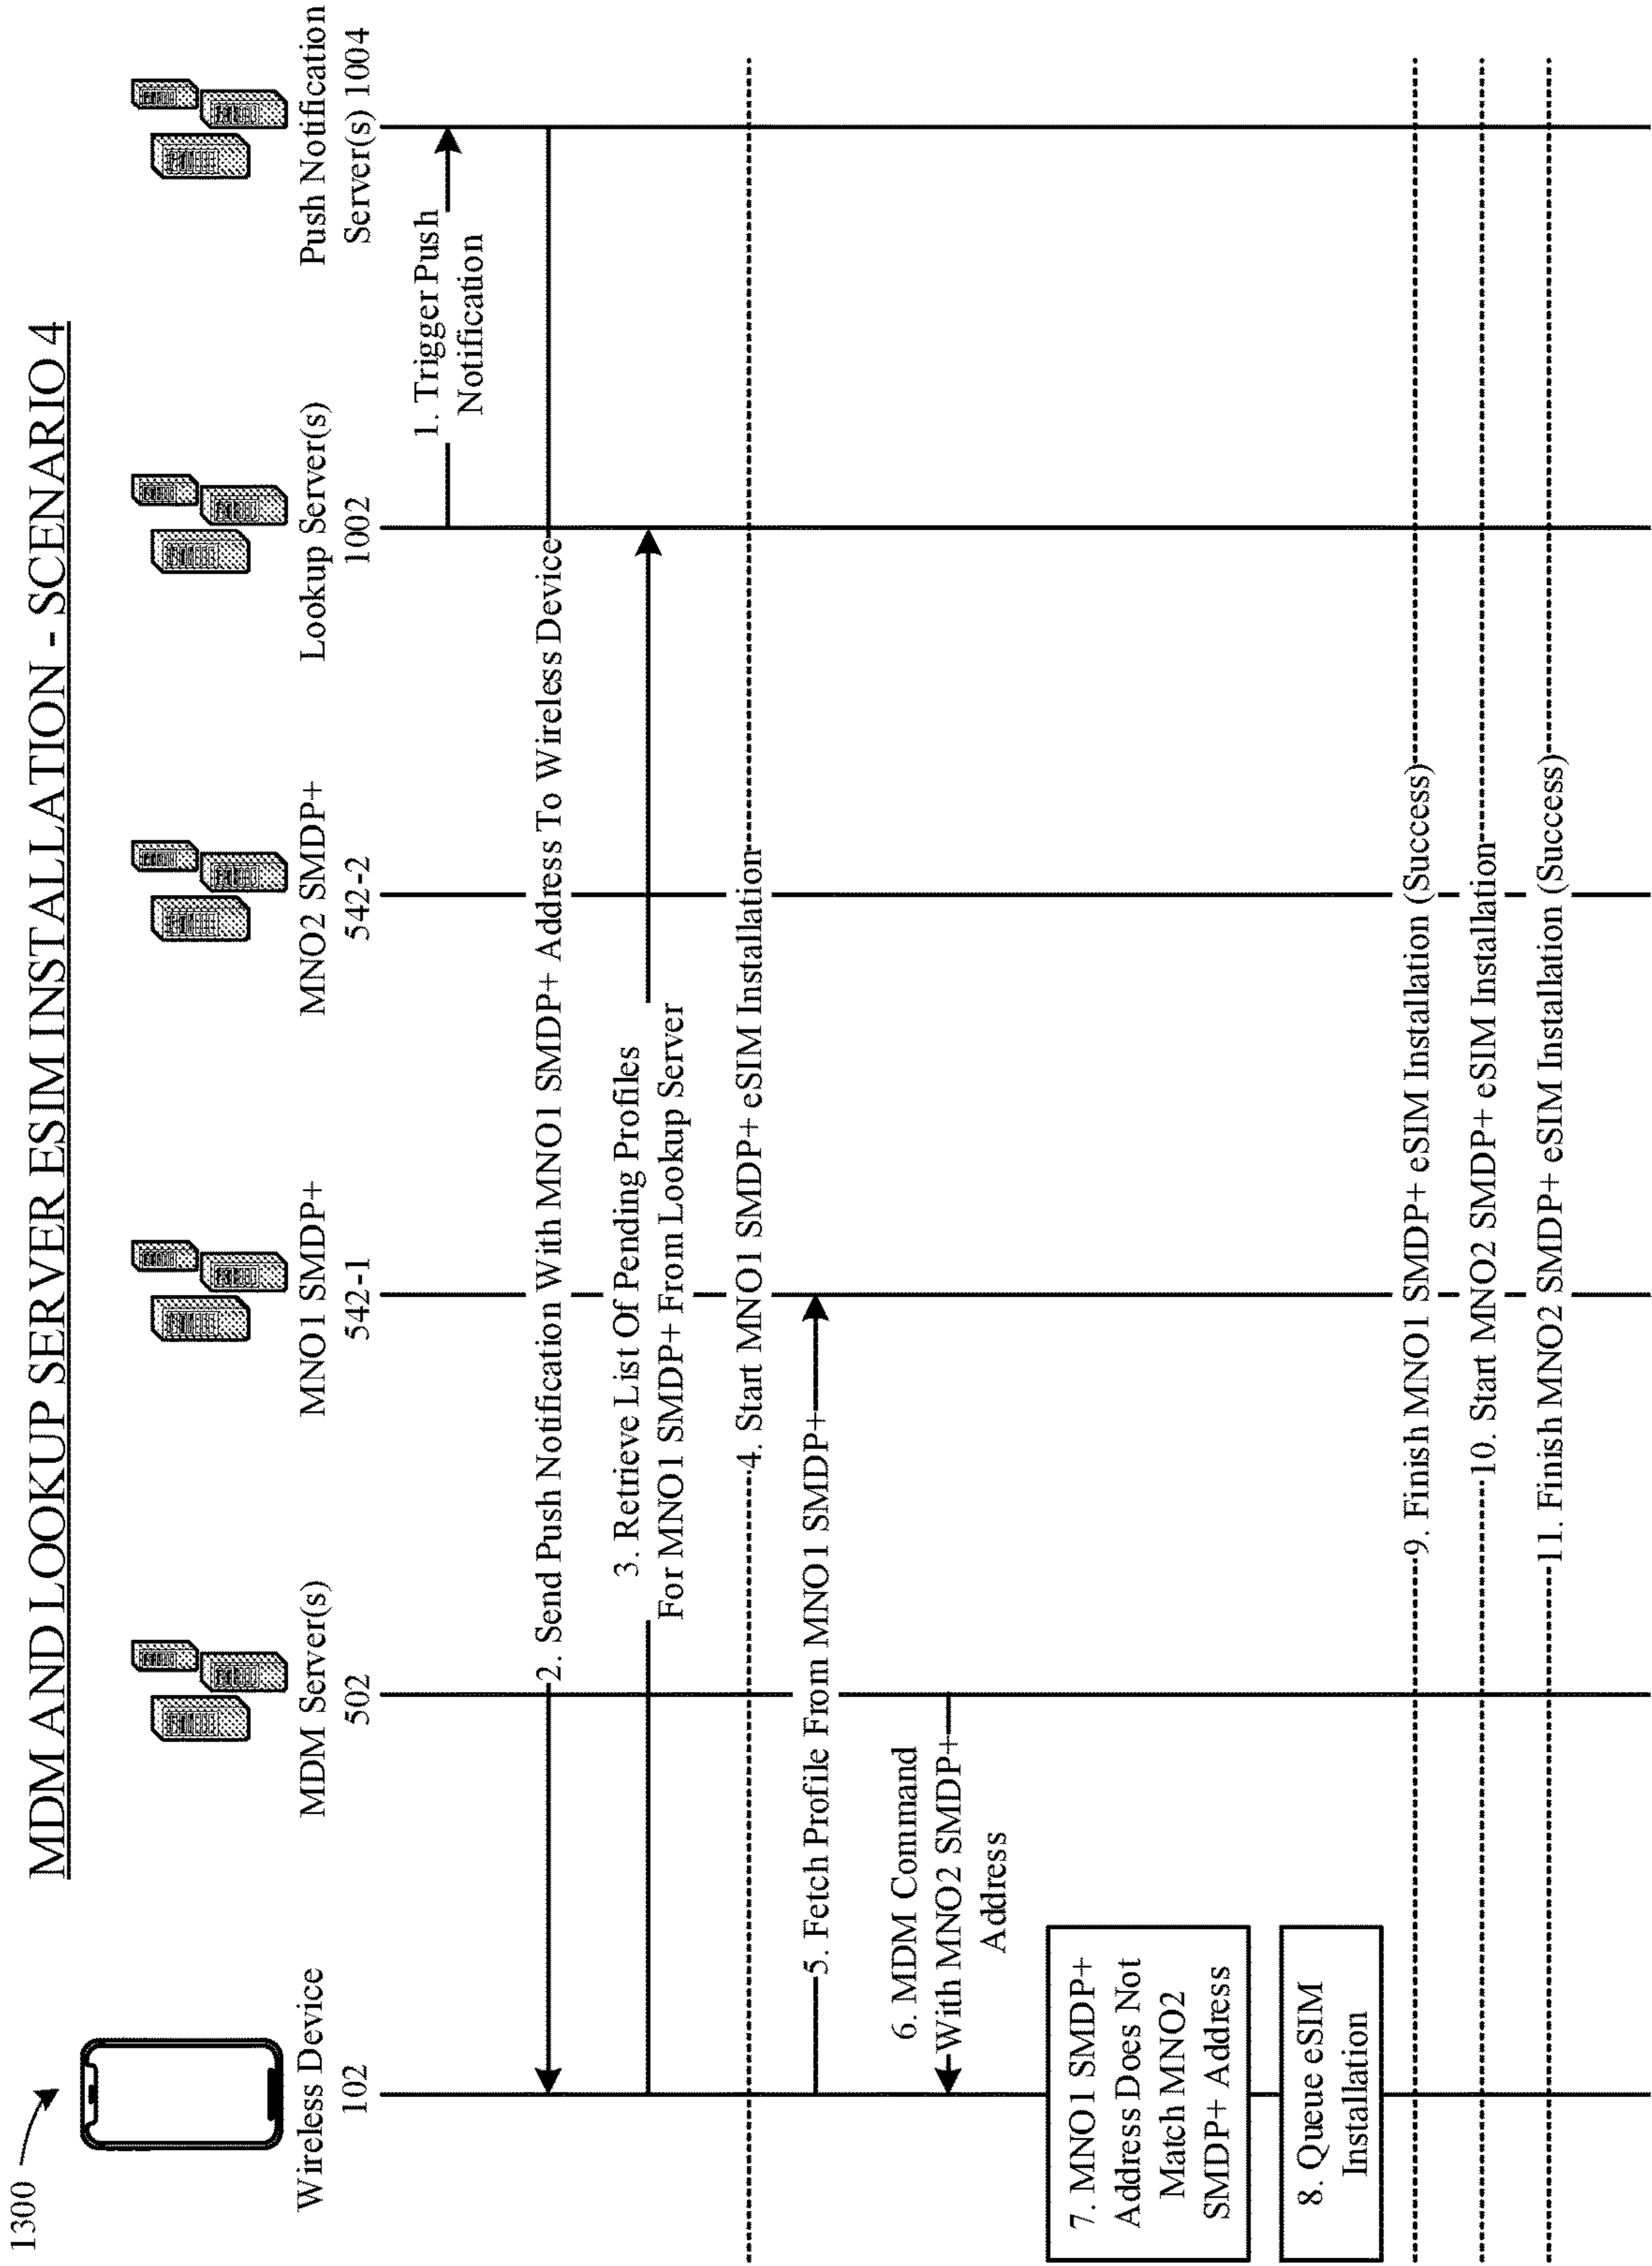 1300
MDM AND LOOKUP SERVER ESIM INSTALLATION - SCENARIO 4
Wireless Device
102
MDM Server(s)
502
MNO1 SMDP+
542-1
MNO2 SMDP+
542-2
Lookup Server(s)
1002
Push Notification
Server(s) 1004
1. Trigger Push
Notification
2. Send Push Notification With MNO1 SMDP+ Address To Wireless Device
3. Retrieve List Of Pending Profiles
For MNO1 SMDP+ From Lookup Server
4. Start MNO1 SMDP+ eSIM Installation
5. Fetch Profile From MNO1 SMDP+
6. MDM Command
With MNO2 SMDP+
Address
7. MNO1 SMDP+
Address Does Not
Match MNO2
SMDP+ Address
8. Queue eSIM
Installation
9. Finish MNO1 SMDP+ eSIM Installation (Success)
10. Start MNO2 SMDP+ eSIM Installation
11. Finish MNO2 SMDP+ eSIM Installation (Success)